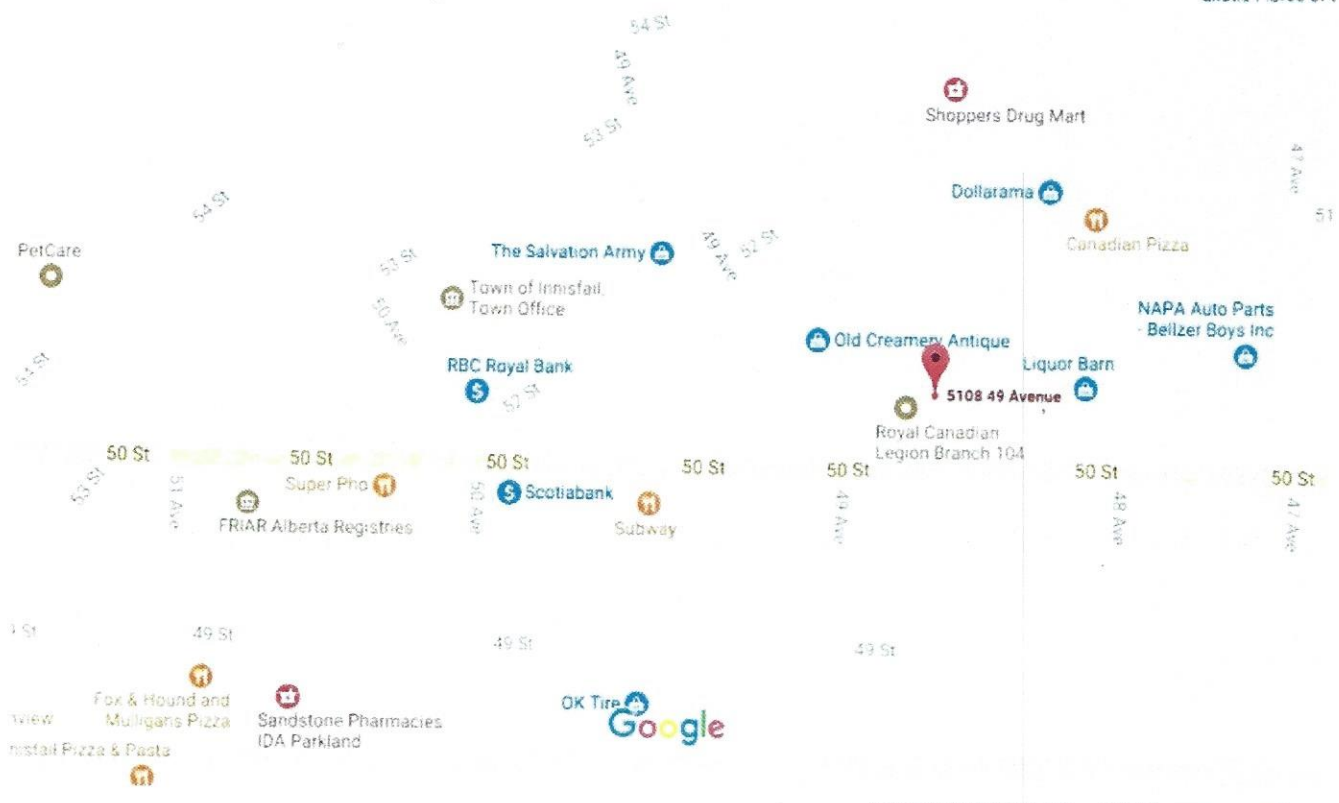 54 St
49 Ave
Shoppers Drug Mart
53 St
47 Ave
Dollarama
54 St
51
Canadian Pizza
PetCare
The Salvation Army
49 Ave
52 St
53 St
Town of Innisfail,
Town Office
50 Ave
NAPA Auto Parts
- Bellzer Boys Inc
Old Creamery Antique
54 St
RBC Royal Bank
Liquor Barn
52 St
5108 49 Avenue
Royal Canadian
Legion Branch 104
50 St
50 St
50 St
50 St
50 St
50 St
50 St
53 St
51 Ave
Super Pho
50 Ave
Scotiabank
Subway
49 Ave
48 Ave
47 Ave
FRIAR Alberta Registries
St
49 St
49 St
49 St
Fox & Hound and
Mulligans Pizza
Sandstone Pharmacies
IDA Parkland
OK Tire
Google
Pizza & Pasta